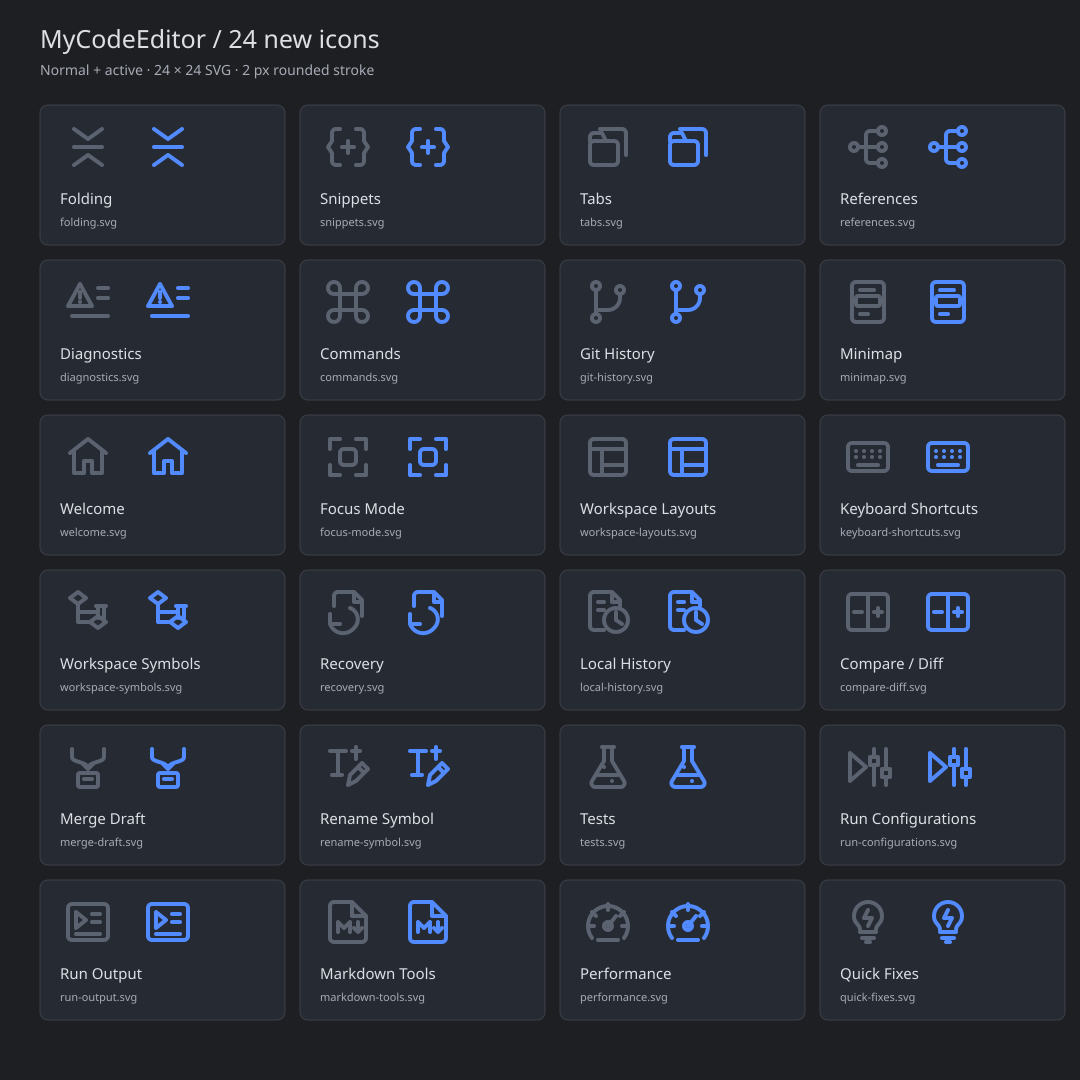 MyCodeEditor / 24 new icons
Normal + active · 24 × 24 SVG · 2 px rounded stroke
Folding
folding.svg
Snippets
snippets.svg
Tabs
tabs.svg
References
references.svg
Diagnostics
diagnostics.svg
Commands
commands.svg
Git History
git-history.svg
Minimap
minimap.svg
Welcome
welcome.svg
Focus Mode
focus-mode.svg
Workspace Layouts
workspace-layouts.svg
Keyboard Shortcuts
keyboard-shortcuts.svg
Workspace Symbols
workspace-symbols.svg
Recovery
recovery.svg
Local History
local-history.svg
Compare / Diff
compare-diff.svg
Merge Draft
merge-draft.svg
Rename Symbol
rename-symbol.svg
Tests
tests.svg
Run Configurations
run-configurations.svg
Run Output
run-output.svg
Markdown Tools
markdown-tools.svg
Performance
performance.svg
Quick Fixes
quick-fixes.svg